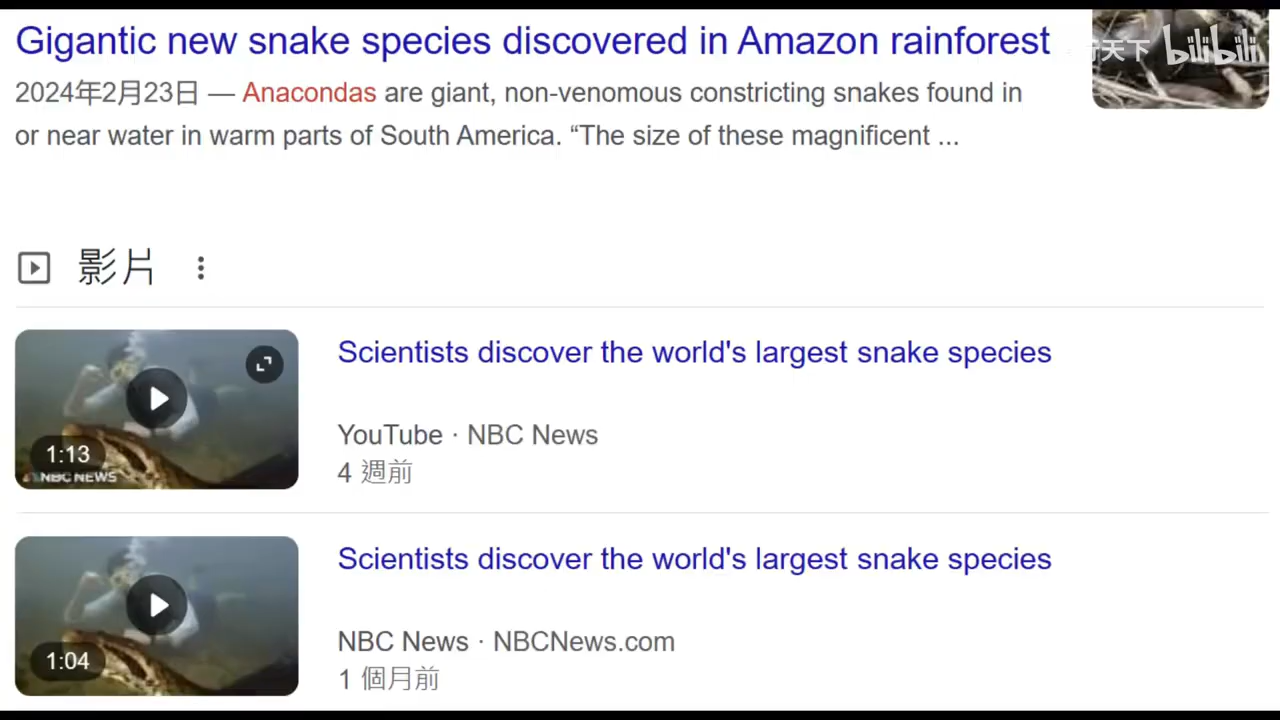 Gigantic new snake species discovered in Amazon rainforest
行天下 bilibili
2024年2月23日 — Anacondas are giant, non-venomous constricting snakes found in
or near water in warm parts of South America. “The size of these magnificent ...
影片
Scientists discover the world's largest snake species
1:13
NBC NEWS
YouTube · NBC News
4 週前
Scientists discover the world's largest snake species
1:04
NBC News · NBCNews.com
1 個月前